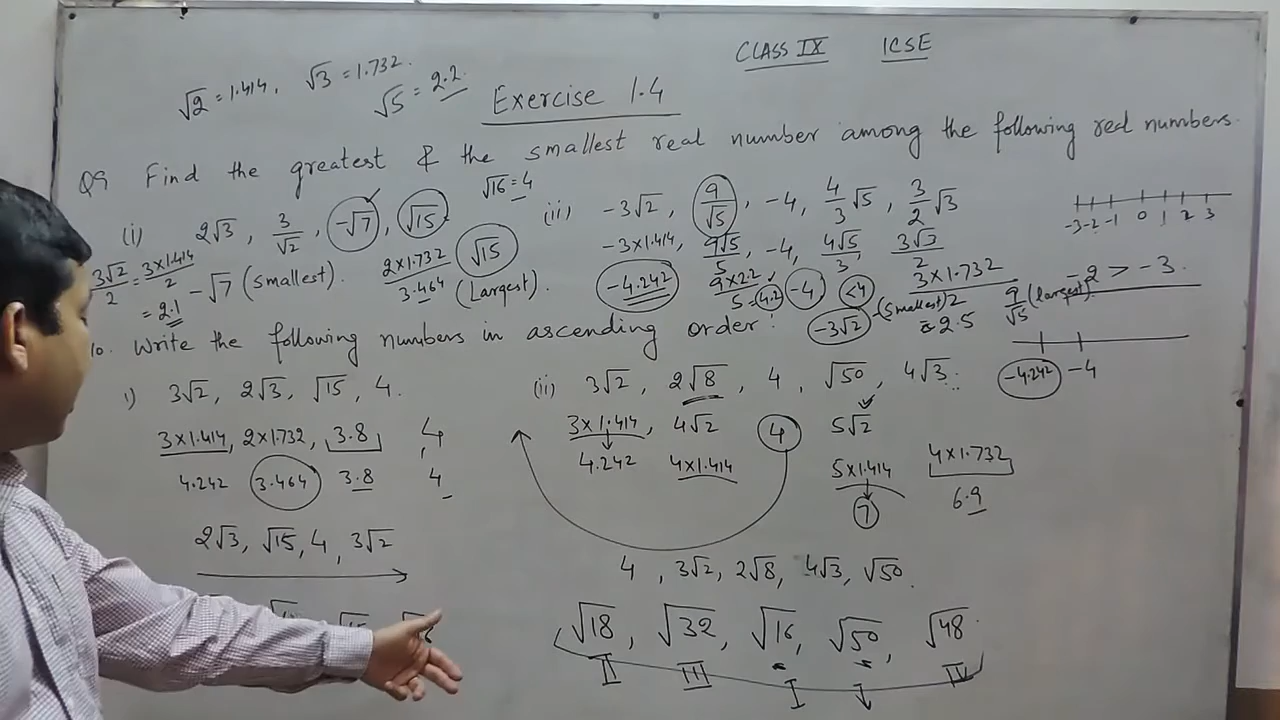 CLASS IX ICSE
√2 = 1.414, √3 = 1.732.
√5 = 2.2.
Exercise 1.4
Q9 Find the greatest & the smallest real number among the following real numbers.
√16 = 4
(i) 2√3, 3/√2, -√7, √15
3√2/2 = 3×1.414/2
= 2.1
-√7 (smallest).
2×1.732
3.464
√15
(Largest).
(ii) -3√2, 9/√5, -4, 4/3√5, 3/2√3
-3×1.414, 9√5/5, -4, 4√5/3, 3√3/2
-4.242
9×2.2/5 = 4.2
-4
<4
3×1.732/2
= 2.5
-3√2 (smallest)
9/√5 (largest)
-3 -2 -1 0 1 2 3
-2 > -3.
-4.242 -4
10. Write the following numbers in ascending order:
i) 3√2, 2√3, √15, 4.
3×1.414, 2×1.732, 3.8, 4
4.242 3.464 3.8 4
2√3, √15, 4, 3√2
(ii) 3√2, 2√8, 4, √50, 4√3
3×1.414, 4√2 4 5√2
4.242 4×1.414 5×1.414 4×1.732
7 6.9
4, 3√2, 2√8, 4√3, √50.
√18, √32, √16, √50, √48.
II III I V IV